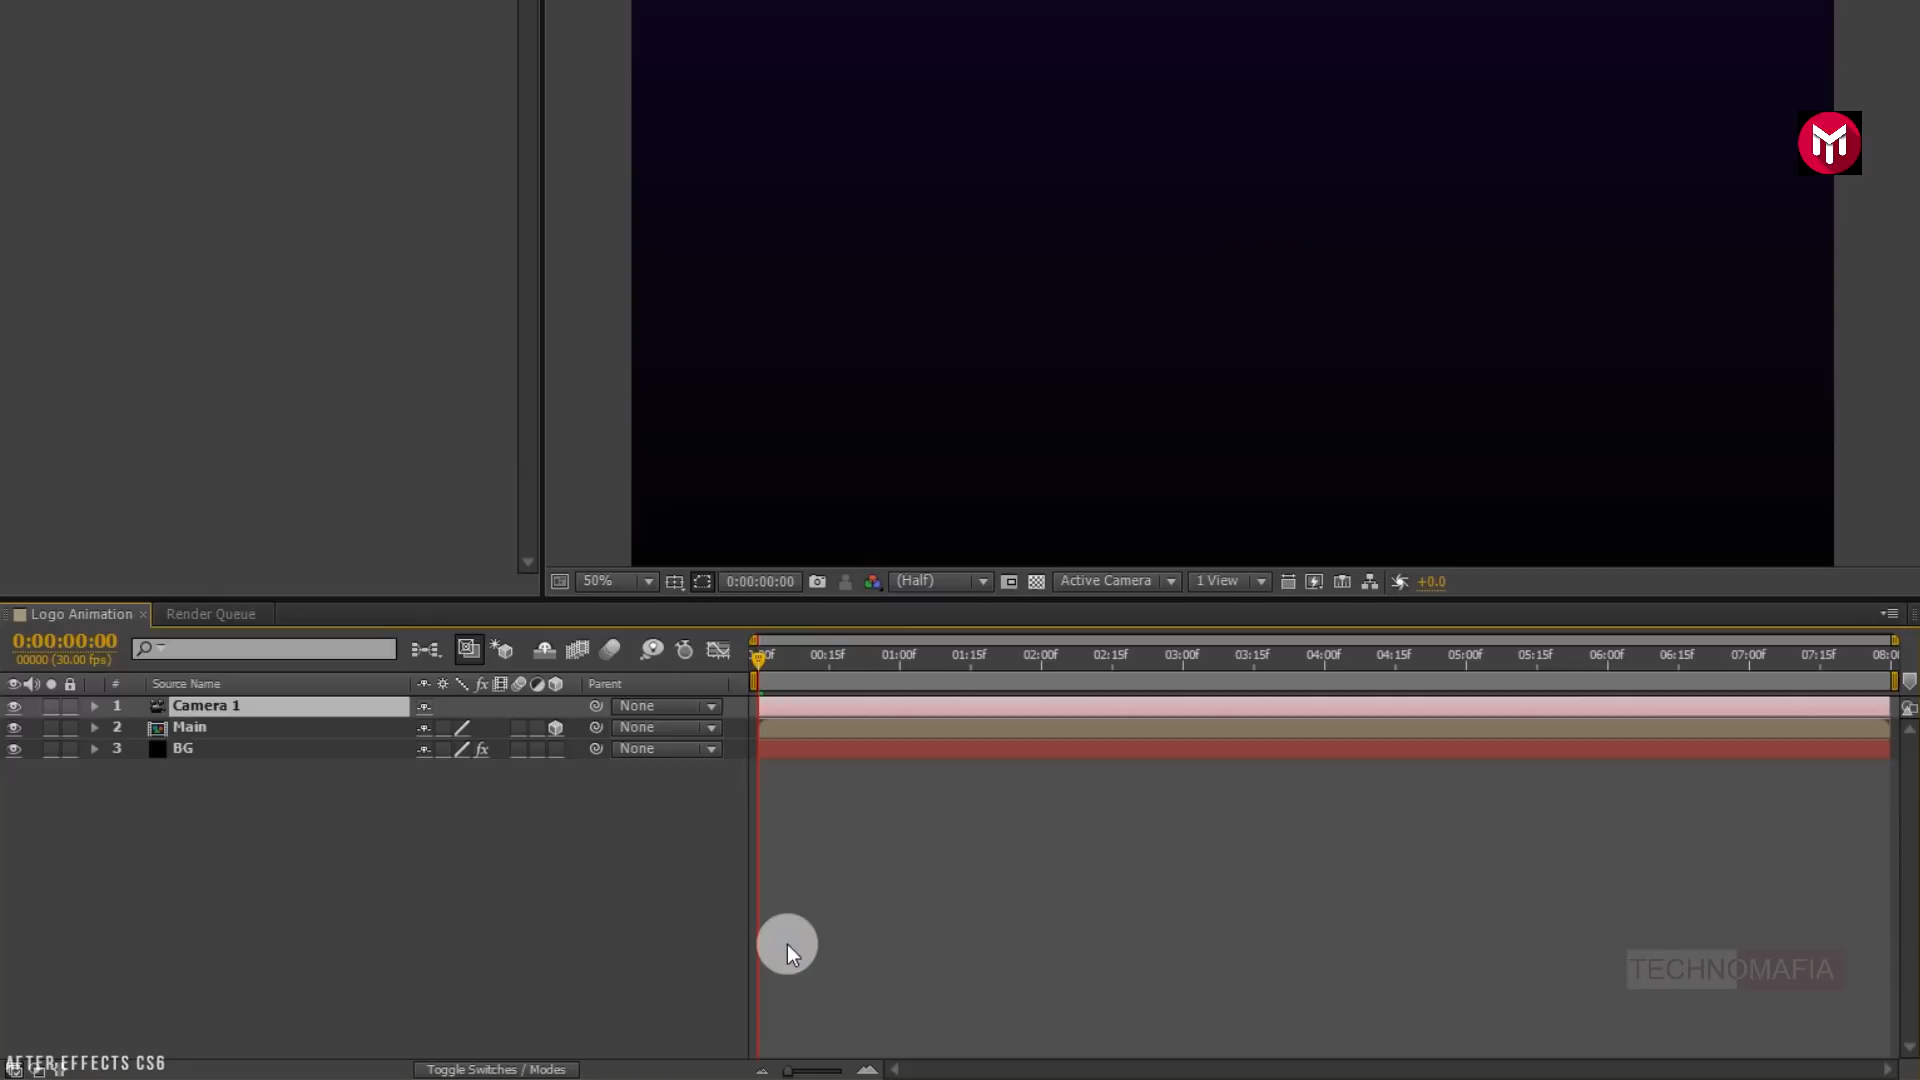 50%
0:00:00:00
(Half)
Active Camera
1 View
+0.0
Logo Animation
Render Queue
0:00:00:00
00000 (30.00 fps)
00:15f
01:00f
01:15f
02:00f
02:15f
03:00f
03:15f
04:00f
04:15f
05:00f
05:15f
06:00f
06:15f
07:00f
07:15f
# Source Name fx Parent
1 Camera 1 None
2 Main None
3 BG fx None
TECHNOMAFIA
AFTER EFFECTS CS6
Toggle Switches / Modes